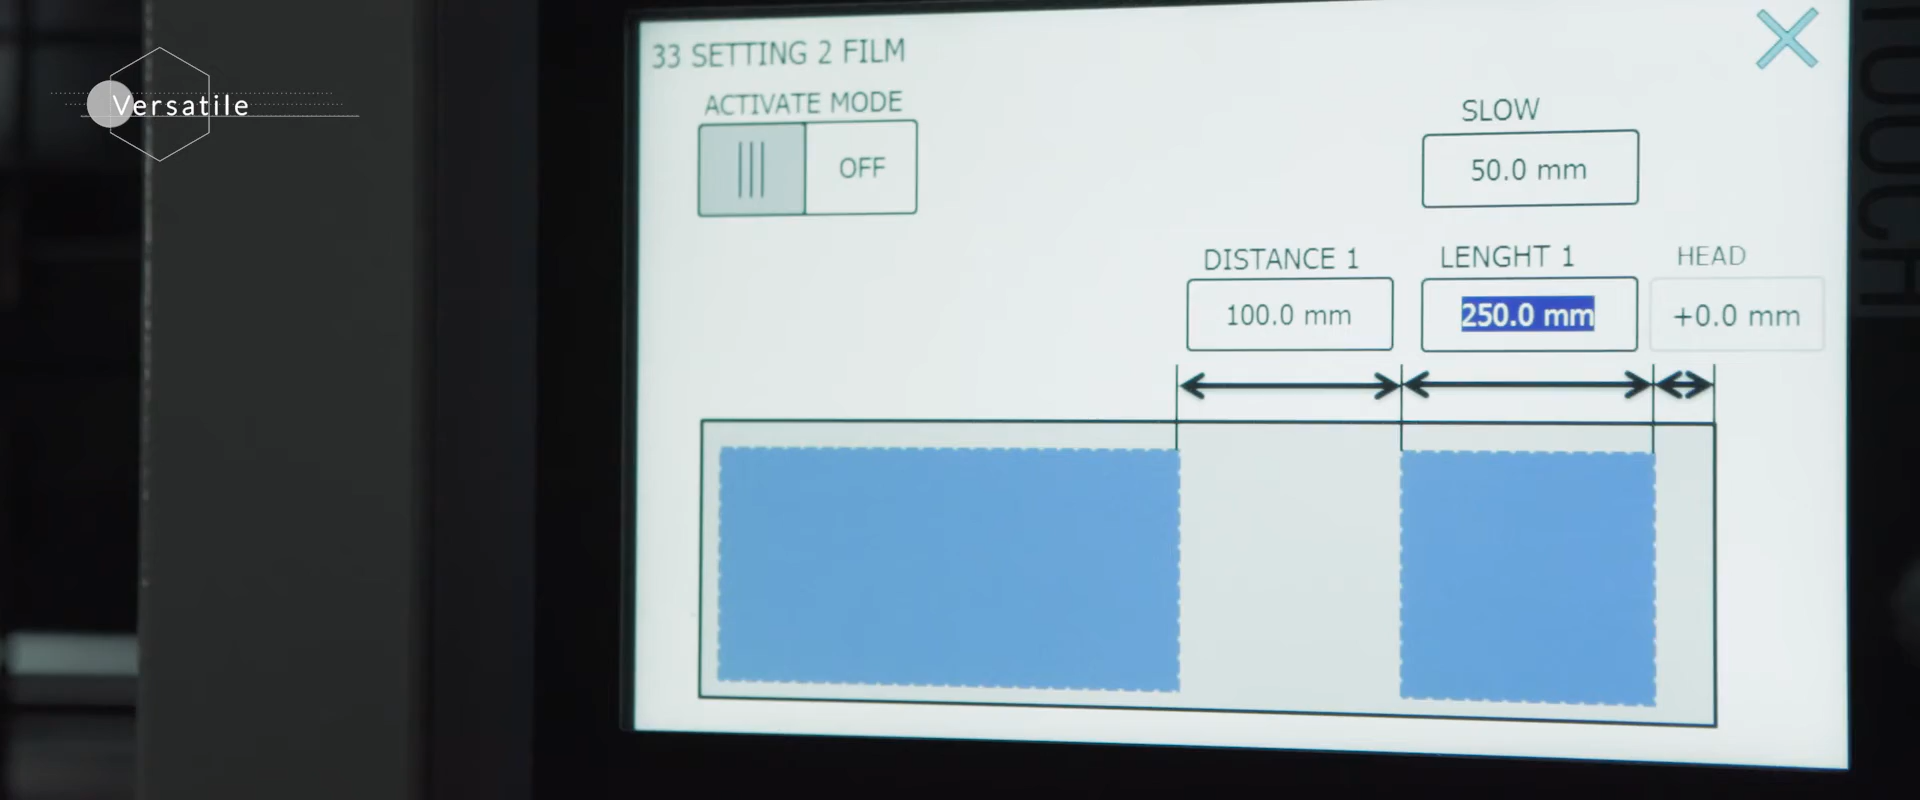 Versatile
33 SETTING 2 FILM
ACTIVATE MODE
OFF
SLOW
50.0 mm
DISTANCE 1
LENGHT 1
HEAD
100.0 mm
250.0 mm
+0.0 mm
TOUCH